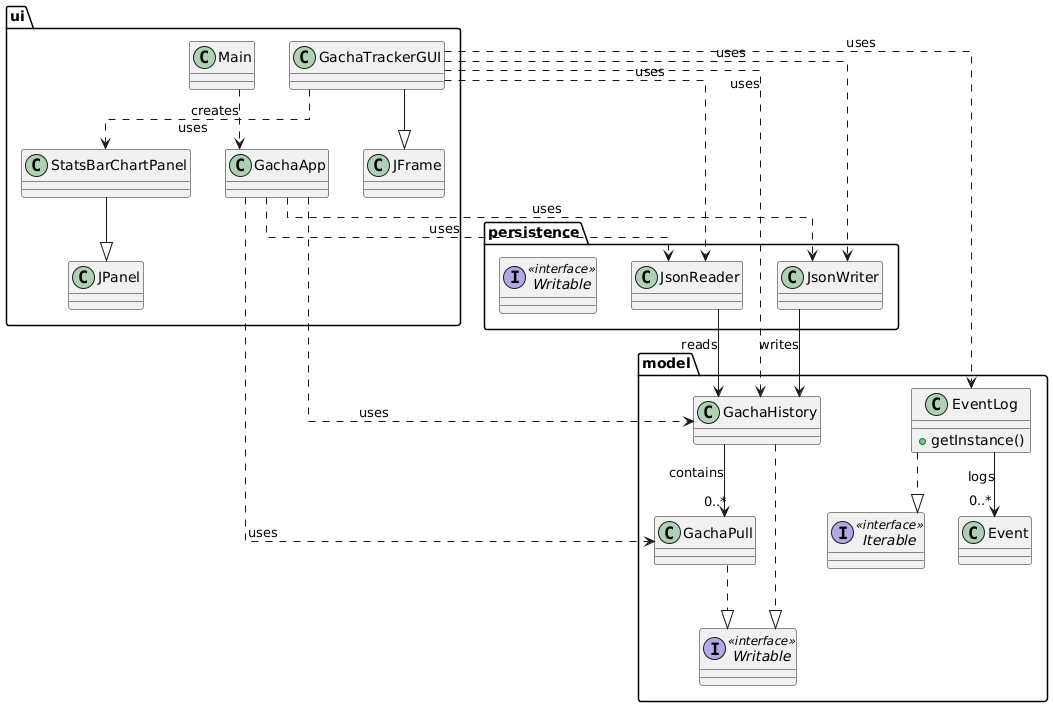 ui
C Main
C GachaTrackerGUI
uses
uses
uses
uses
creates
uses
C StatsBarChartPanel
C GachaApp
C JFrame
uses
uses
persistence
C JPanel
I «interface»
Writable
C JsonReader
C JsonWriter
reads
writes
model
C GachaHistory
C EventLog
getInstance()
uses
contains
0..*
logs
0..*
uses
C GachaPull
I «interface»
Iterable
C Event
I «interface»
Writable